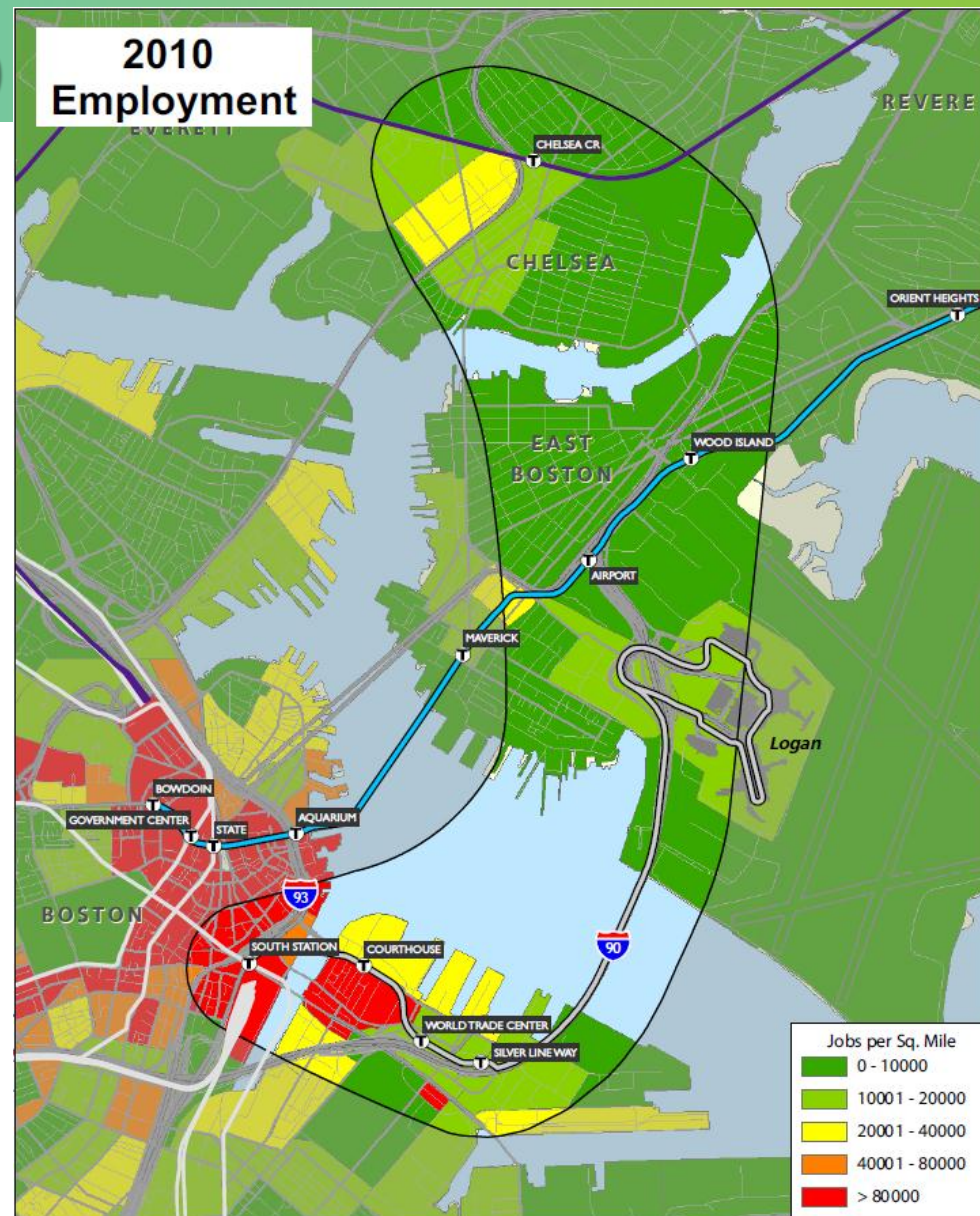 2010
Employment
EVERETT
REVERE
CHELSEA CR
CHELSEA
ORIENT HEIGHTS
WOOD ISLAND
EAST
BOSTON
AIRPORT
MAVERICK
Logan
BOWDOIN
GOVERNMENT CENTER
STATE
AQUARIUM
93
BOSTON
SOUTH STATION
COURTHOUSE
90
WORLD TRADE CENTER
SILVER LINE WAY
Jobs per Sq. Mile
0 - 10000
10001 - 20000
20001 - 40000
40001 - 80000
> 80000
T
T
T
T
T
T
T
T
T
T
T
T
T